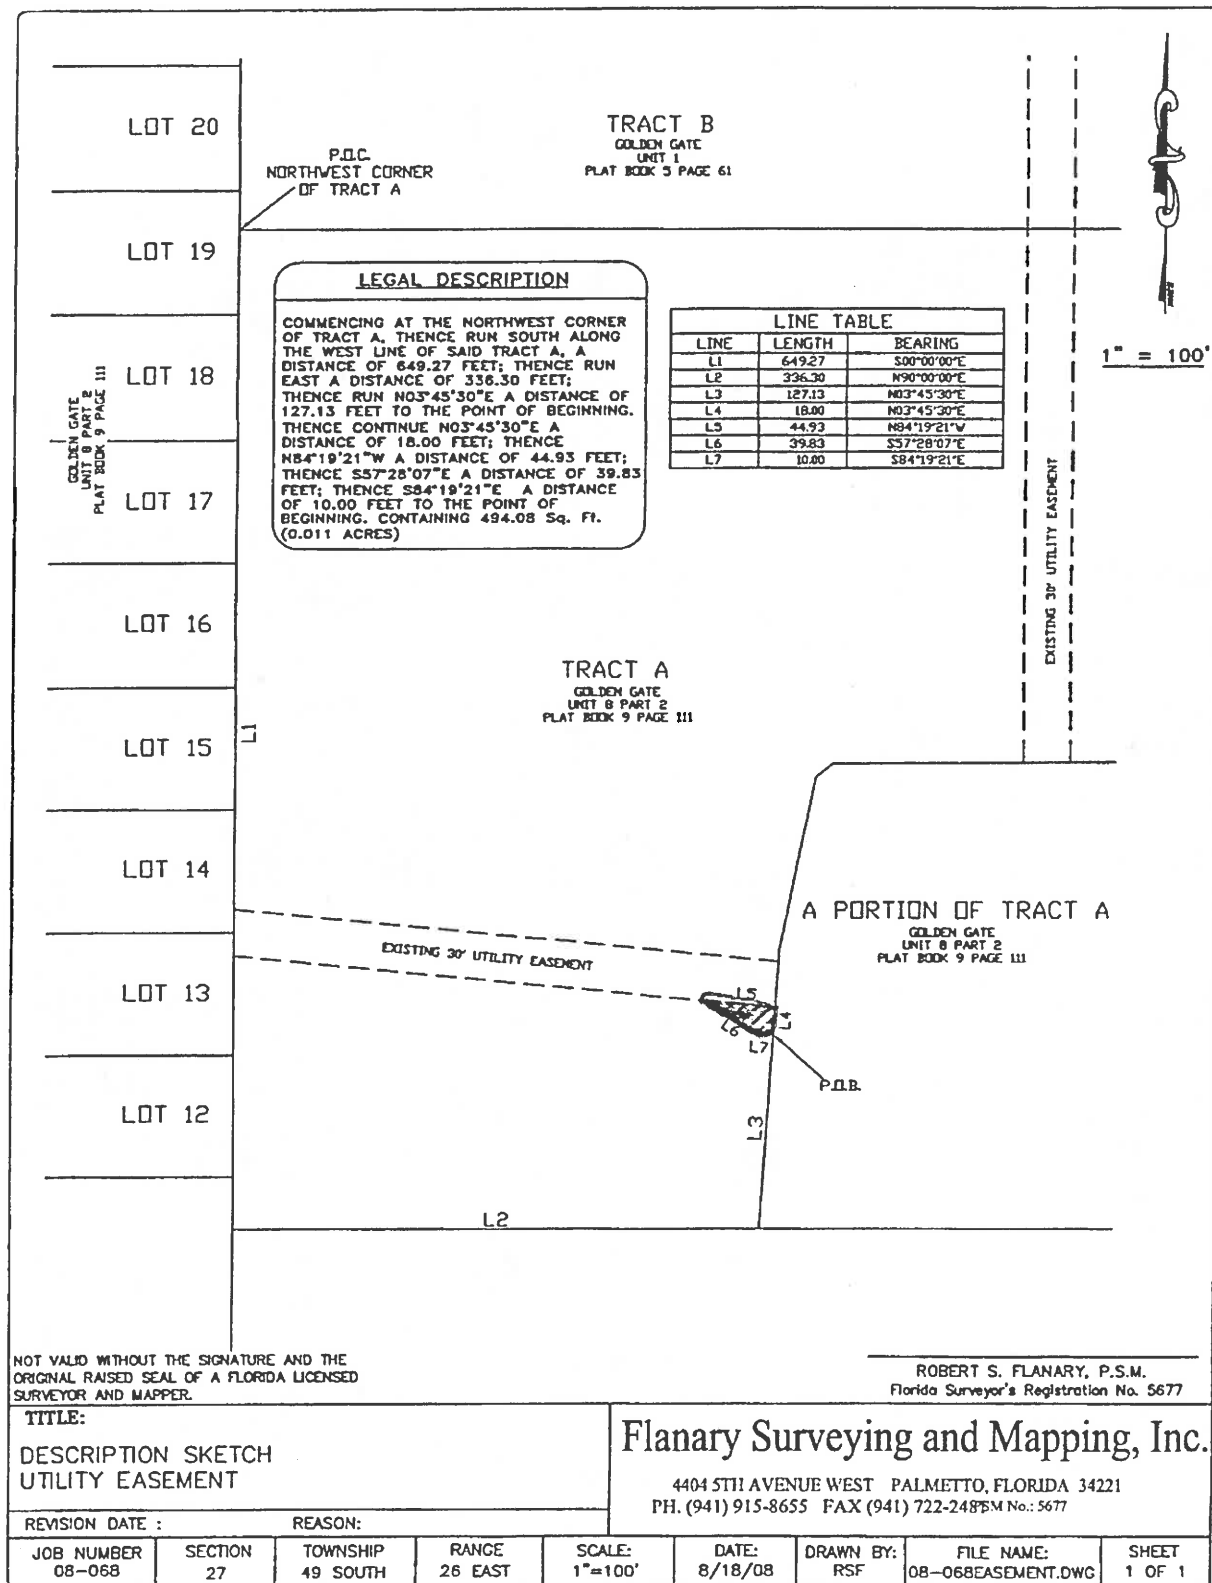 LOT 20
TRACT B
GOLDEN GATE
UNIT 1
PLAT BOOK 5 PAGE 61
P.O.C.
NORTHWEST CORNER
OF TRACT A
LOT 19
LEGAL DESCRIPTION
COMMENCING AT THE NORTHWEST CORNER
OF TRACT A, THENCE RUN SOUTH ALONG
THE WEST LINE OF SAID TRACT A, A
DISTANCE OF 649.27 FEET; THENCE RUN
EAST A DISTANCE OF 336.30 FEET;
THENCE RUN N03°45'30"E A DISTANCE OF
127.13 FEET TO THE POINT OF BEGINNING.
THENCE CONTINUE N03°45'30"E A
DISTANCE OF 18.00 FEET; THENCE
N84°19'21"W A DISTANCE OF 44.93 FEET;
THENCE S57°28'07"E A DISTANCE OF 39.83
FEET; THENCE S84°19'21"E A DISTANCE
OF 10.00 FEET TO THE POINT OF
BEGINNING. CONTAINING 494.08 Sq. Ft.
(0.011 ACRES)
LINE TABLE
LINE LENGTH BEARING
L1 649.27 S00°00'00"E
L2 336.30 N90°00'00"E
L3 127.13 N03°45'30"E
L4 18.00 N03°45'30"E
L5 44.93 N84°19'21"W
L6 39.83 S57°28'07"E
L7 10.00 S84°19'21"E
1" = 100'
LOT 18
GOLDEN GATE
UNIT 8 PART 2
PLAT BOOK 9 PAGE 111
LOT 17
EXISTING 30' UTILITY EASEMENT
LOT 16
TRACT A
GOLDEN GATE
UNIT 8 PART 2
PLAT BOOK 9 PAGE 111
L1
LOT 15
LOT 14
A PORTION OF TRACT A
GOLDEN GATE
UNIT 8 PART 2
PLAT BOOK 9 PAGE 111
EXISTING 30' UTILITY EASEMENT
LOT 13
L5
L4
L6
L7
P.O.B.
LOT 12
L3
L2
NOT VALID WITHOUT THE SIGNATURE AND THE
ORIGINAL RAISED SEAL OF A FLORIDA LICENSED
SURVEYOR AND MAPPER.
ROBERT S. FLANARY, P.S.M.
Florida Surveyor's Registration No. 5677
TITLE:
DESCRIPTION SKETCH
UTILITY EASEMENT
Flanary Surveying and Mapping, Inc.
4404 5TH AVENUE WEST PALMETTO, FLORIDA 34221
PH. (941) 915-8655 FAX (941) 722-2485 SM No.: 5677
REVISION DATE : REASON:
JOB NUMBER SECTION TOWNSHIP RANGE SCALE: DATE: DRAWN BY: FILE NAME: SHEET
08-068 27 49 SOUTH 26 EAST 1"=100' 8/18/08 RSF 08-068EASEMENT.DWG 1 OF 1